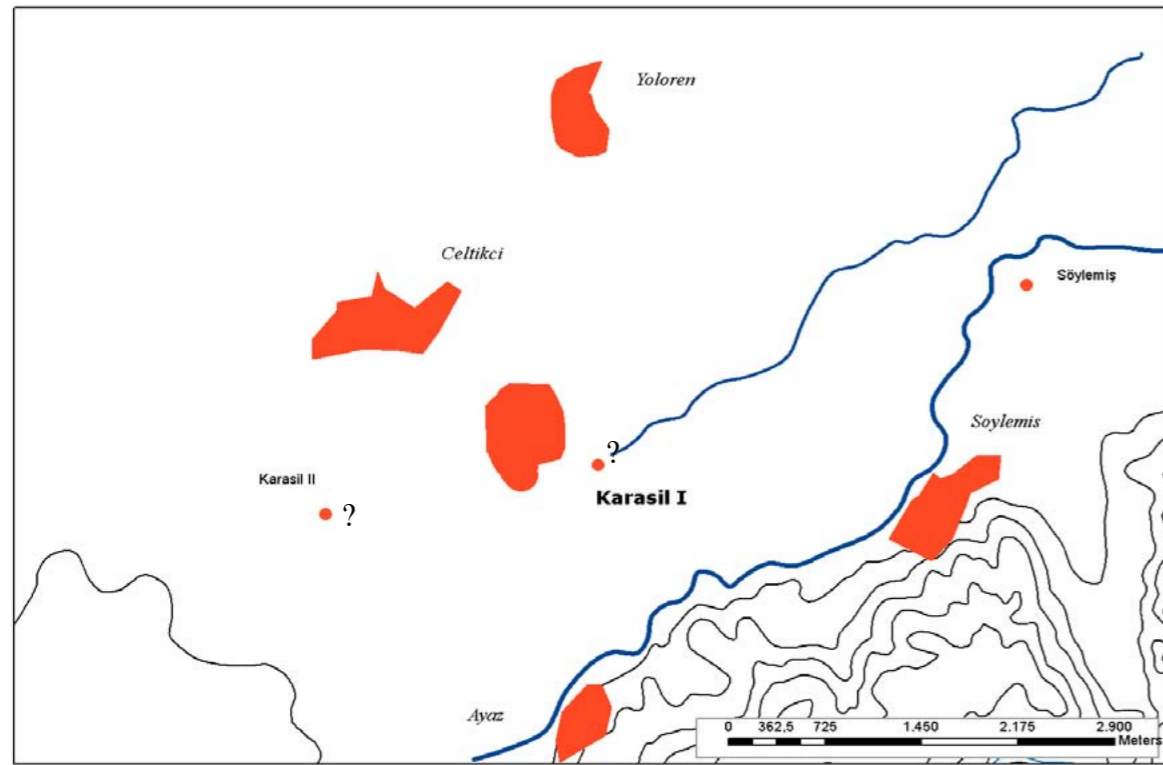 Yoloren
Celtikci
Söylemiş
Soylemis
?
Karasil II
Karasil I
?
Ayaz
0 362,5 725 1.450 2.175 2.900
Meters